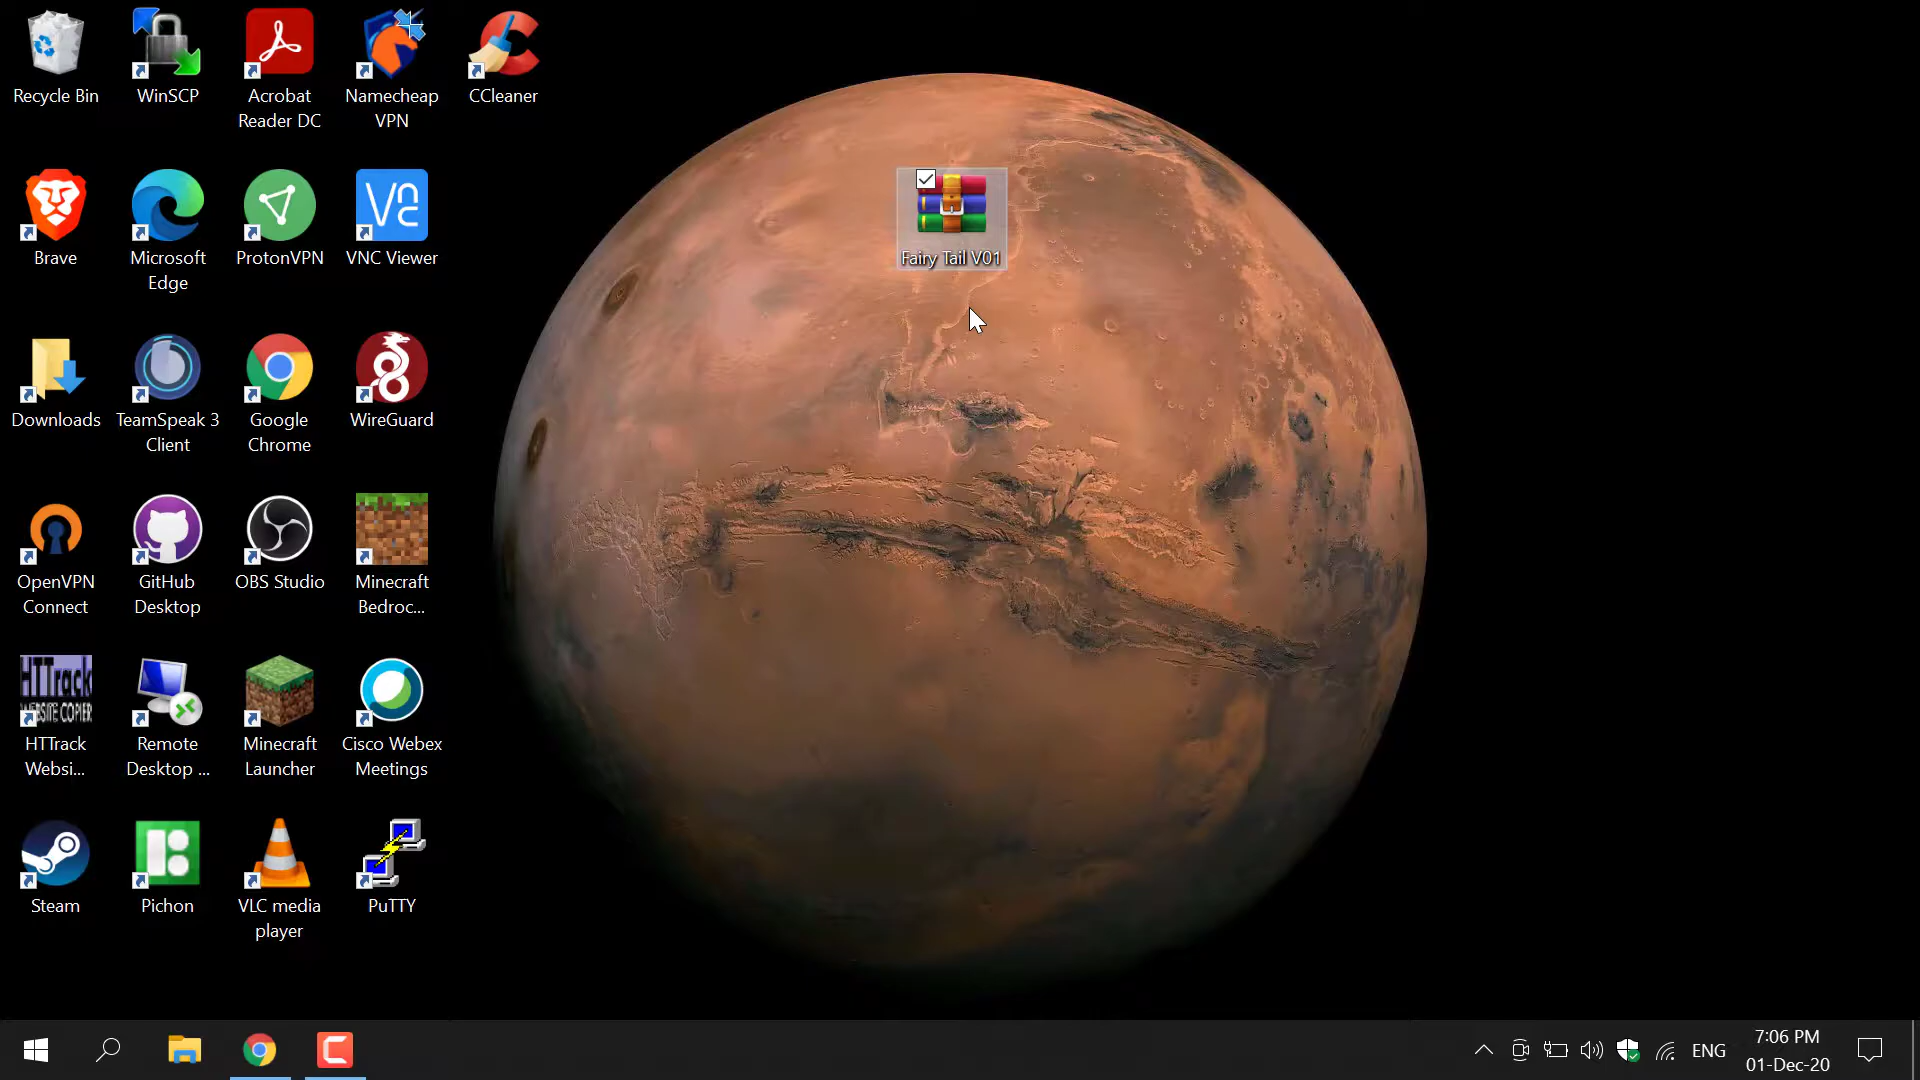 Recycle Bin
WinSCP
Acrobat
Reader DC
Namecheap
VPN
CCleaner
Brave
Microsoft
Edge
ProtonVPN
VNC Viewer
Fairy Tail V01
Downloads
TeamSpeak 3
Client
Google
Chrome
WireGuard
OpenVPN
Connect
GitHub
Desktop
OBS Studio
Minecraft
Bedroc...
HTTrack
WEBSITE COPIER
HTTrack
Websi...
Remote
Desktop ...
Minecraft
Launcher
Cisco Webex
Meetings
Steam
Pichon
VLC media
player
PuTTY
ENG
7:06 PM
01-Dec-20